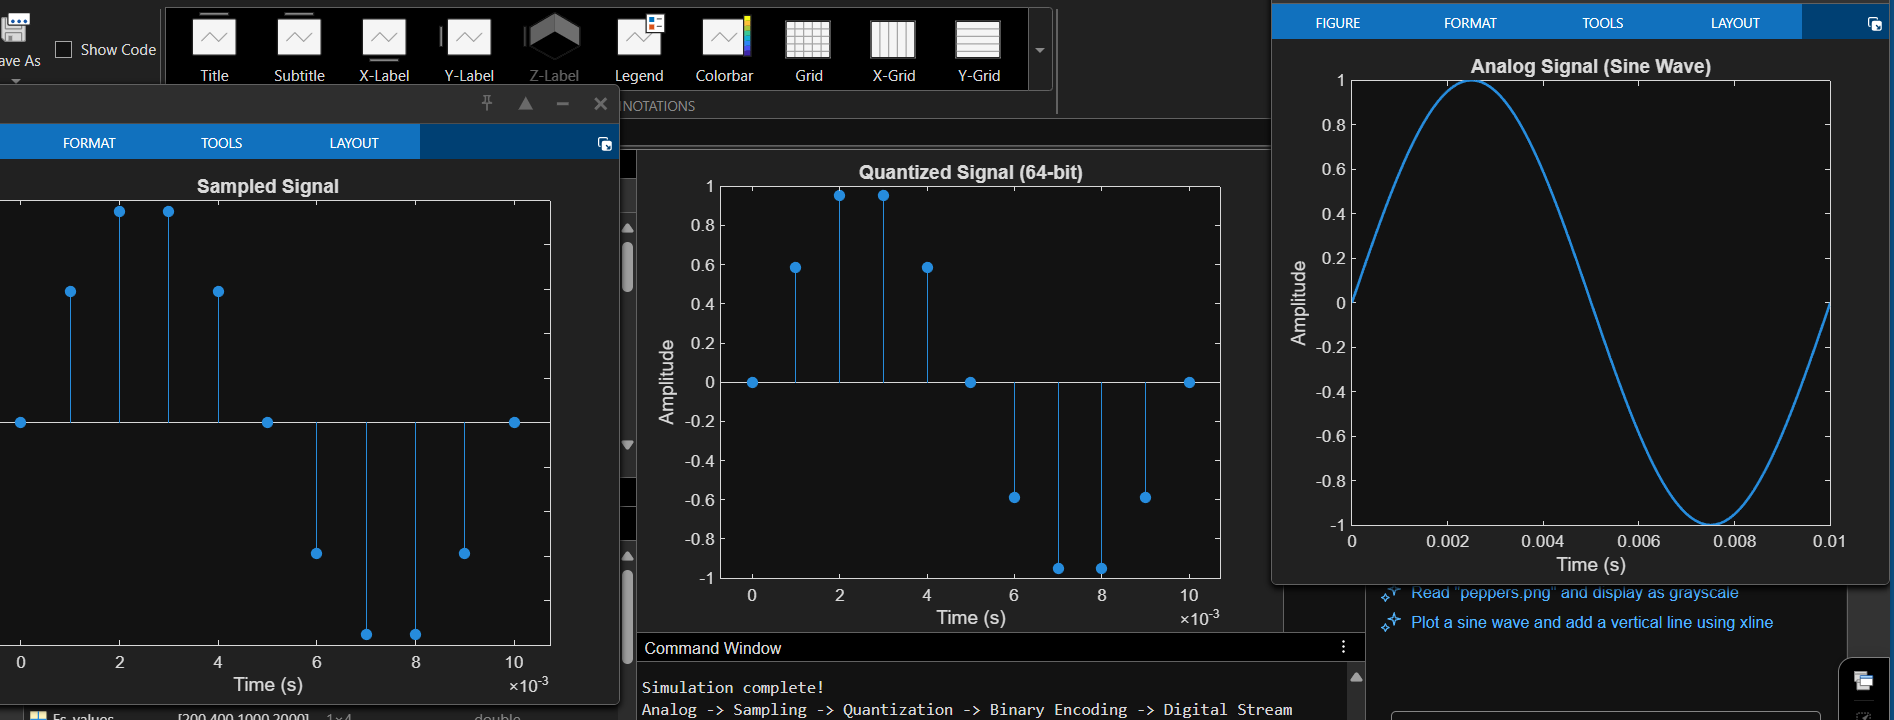 ave As
Show Code
Title
Subtitle
X-Label
Y-Label
Z-Label
Legend
Colorbar
Grid
X-Grid
Y-Grid
NOTATIONS
FORMAT
TOOLS
LAYOUT
Sampled Signal
0
2
4
6
8
10
Time (s)
×10-3
Fs_values
[200,400,1000,2000]
1×4
double
Quantized Signal (64-bit)
1
0.8
0.6
0.4
0.2
0
-0.2
-0.4
-0.6
-0.8
-1
Amplitude
0
2
4
6
8
10
Time (s)
×10-3
Command Window
Simulation complete!
Analog -> Sampling -> Quantization -> Binary Encoding -> Digital Stream
FIGURE
FORMAT
TOOLS
LAYOUT
Analog Signal (Sine Wave)
1
0.8
0.6
0.4
0.2
0
-0.2
-0.4
-0.6
-0.8
-1
Amplitude
0
0.002
0.004
0.006
0.008
0.01
Time (s)
Read "peppers.png" and display as grayscale
Plot a sine wave and add a vertical line using xline